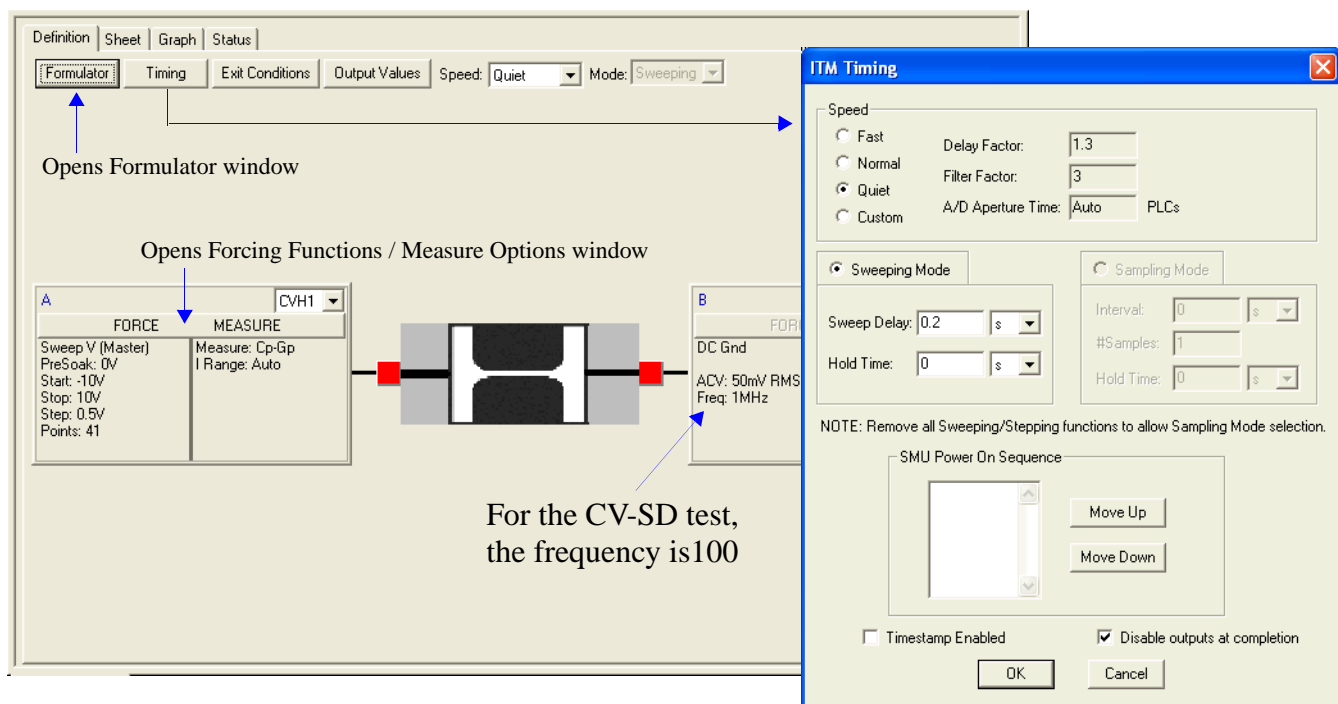 Definition Sheet Graph Status
Formulator Timing Exit Conditions Output Values Speed: Quiet Mode: Sweeping
Opens Formulator window
Opens Forcing Functions / Measure Options window
A CVH1
FORCE MEASURE
Sweep V (Master)
PreSoak: 0V
Start: -10V
Stop: 10V
Step: 0.5V
Points: 41
Measure: Cp-Gp
I Range: Auto
B
DC Gnd
ACV: 50mV RMS
Freq: 1MHz
For the CV-SD test,
the frequency is100
ITM Timing
Speed
Fast
Normal
Quiet
Custom
Delay Factor: 1.3
Filter Factor: 3
A/D Aperture Time: Auto PLCs
Sweeping Mode
Sweep Delay: 0.2 s
Hold Time: 0 s
Sampling Mode
Interval: 0 s
#Samples: 1
Hold Time: 0 s
NOTE: Remove all Sweeping/Stepping functions to allow Sampling Mode selection.
SMU Power On Sequence
Move Up
Move Down
Timestamp Enabled
Disable outputs at completion
OK Cancel